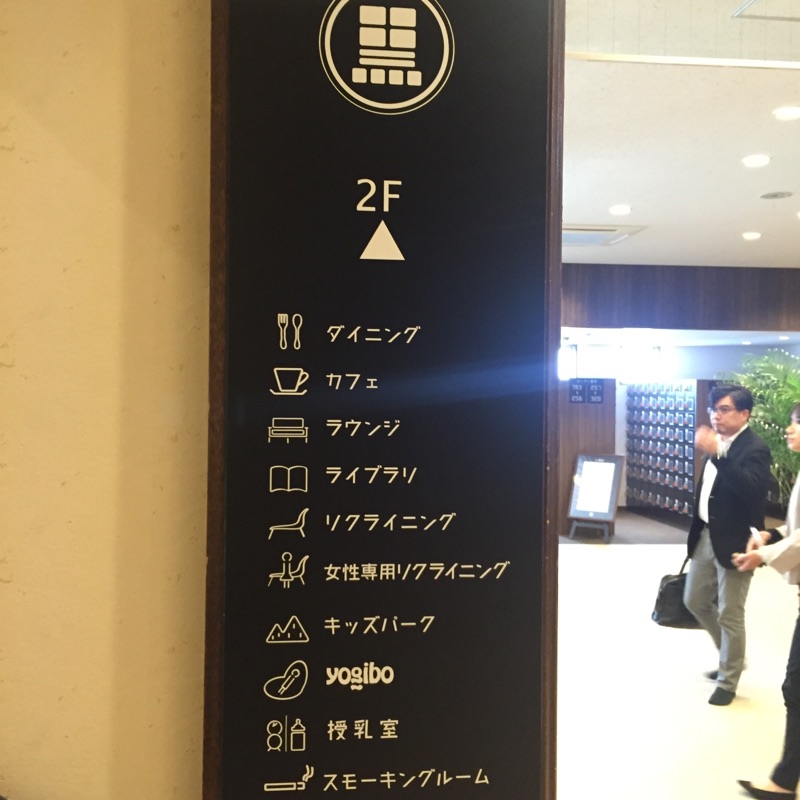 2F
ダイニング
カフェ
ラウンジ
ライブラリ
リクライニング
女性専用リクライニング
キッズパーク
yogibo
授乳室
スモーキングルーム